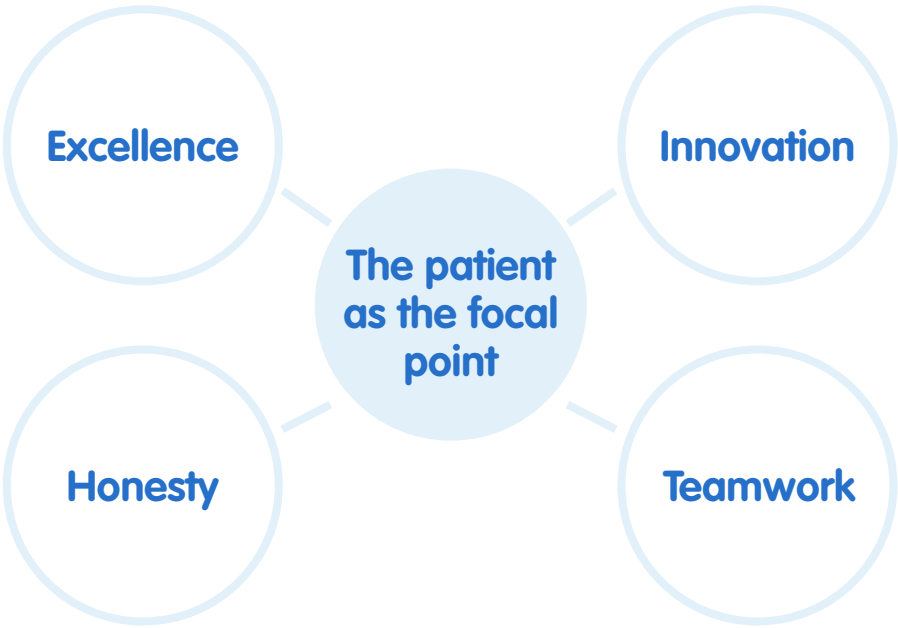 Excellence
Innovation
The patient
as the focal
point
Honesty
Teamwork